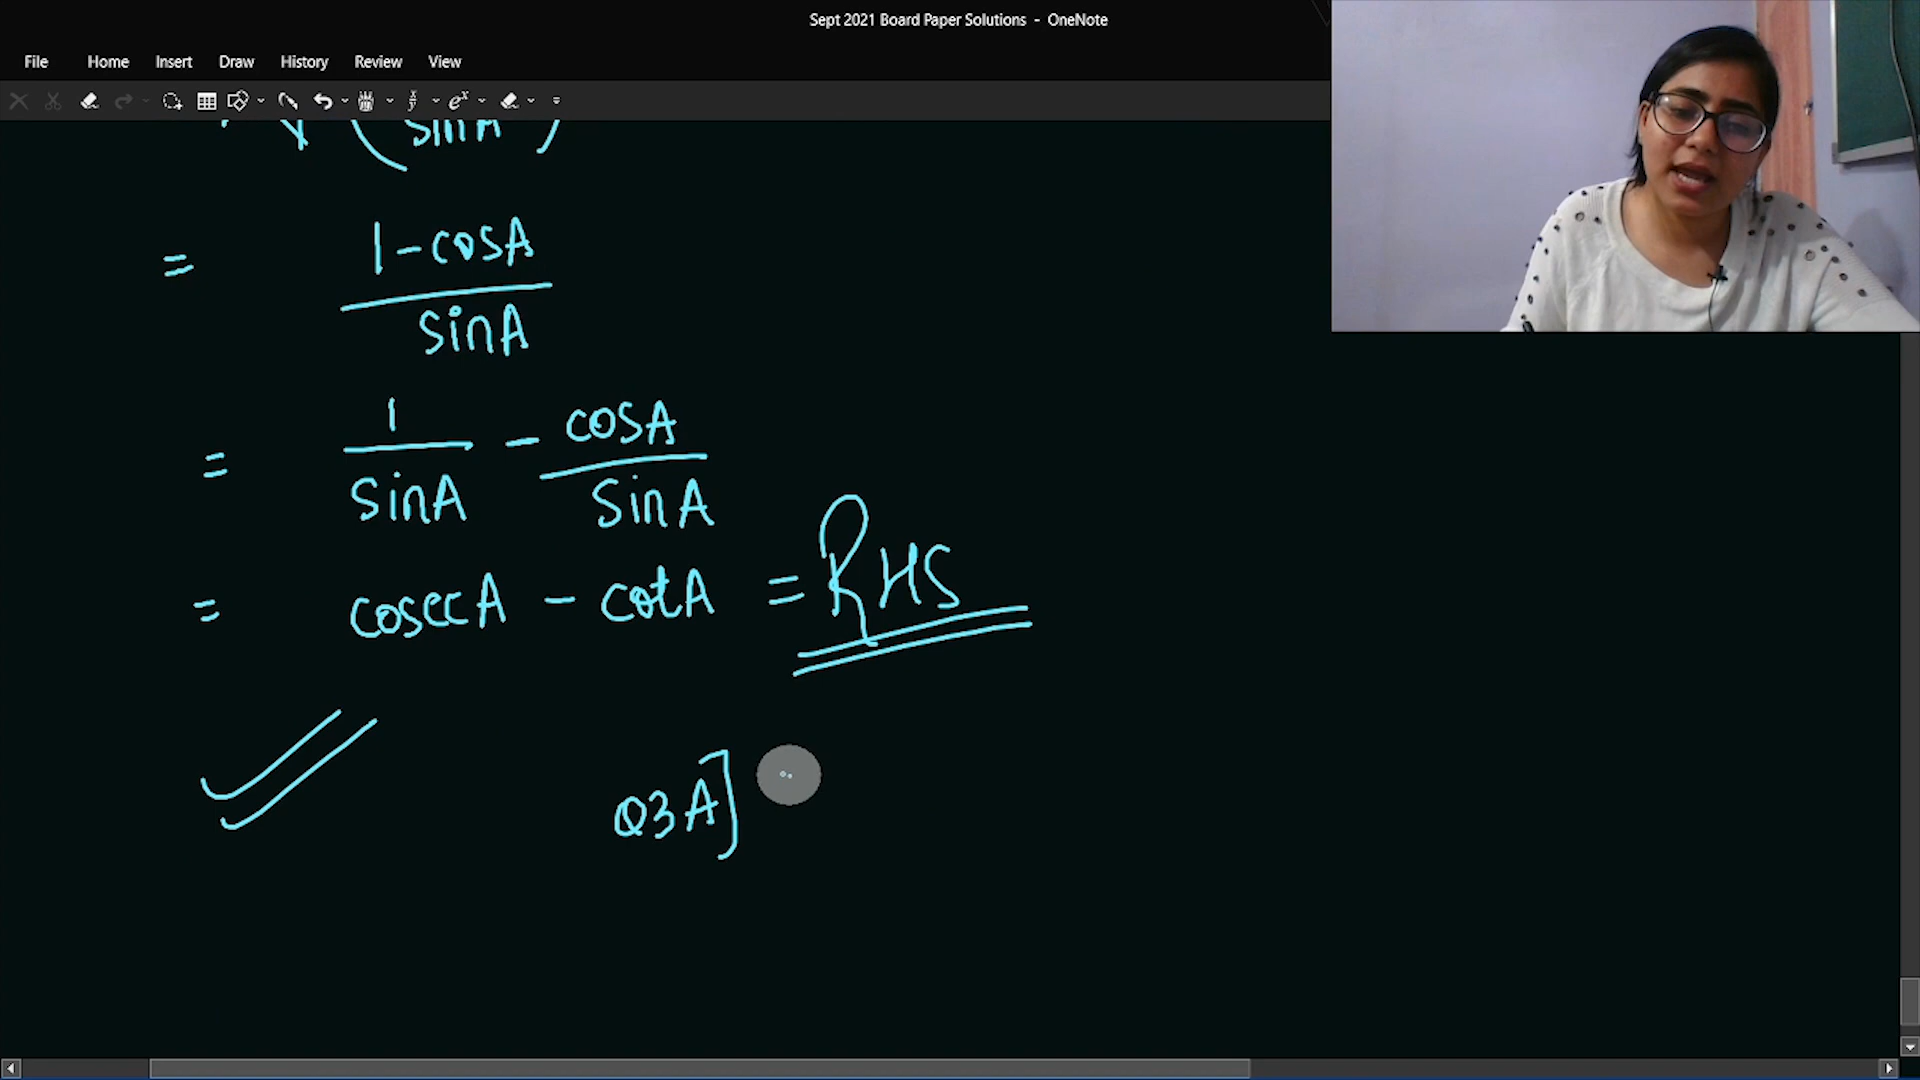 Sept 2021 Board Paper Solutions - OneNote
File Home Insert Draw History Review View
sinA
= 1-cosA
sinA
= 1/sinA - cosA/sinA
= cosecA - cotA = RHS
Q3A]